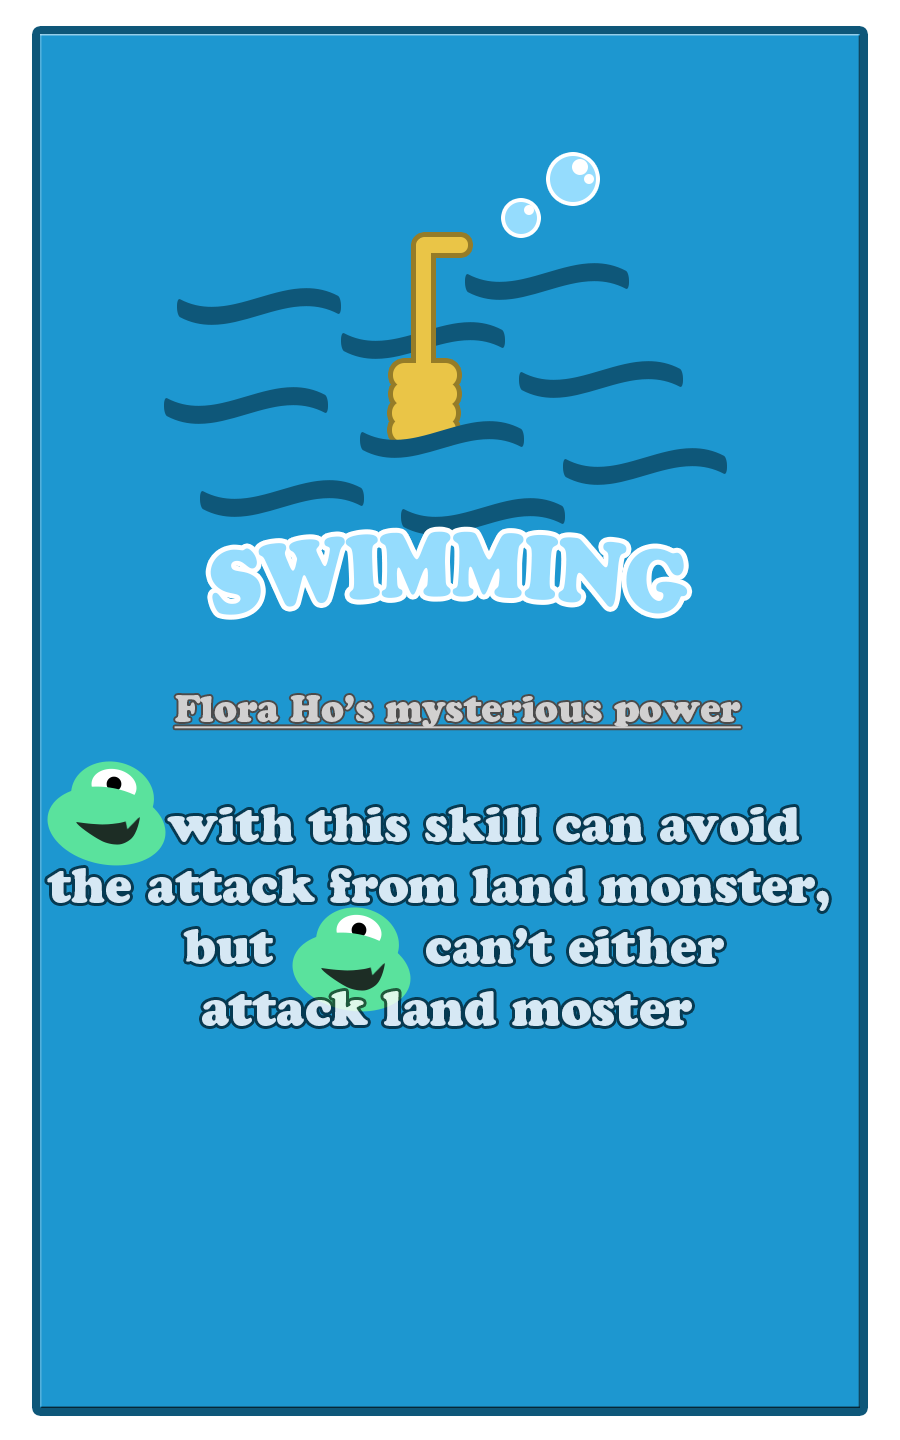 SWIMMING
Flora Ho's mysterious power
with this skill can avoid
the attack from land monster,
but can't either
attack land moster